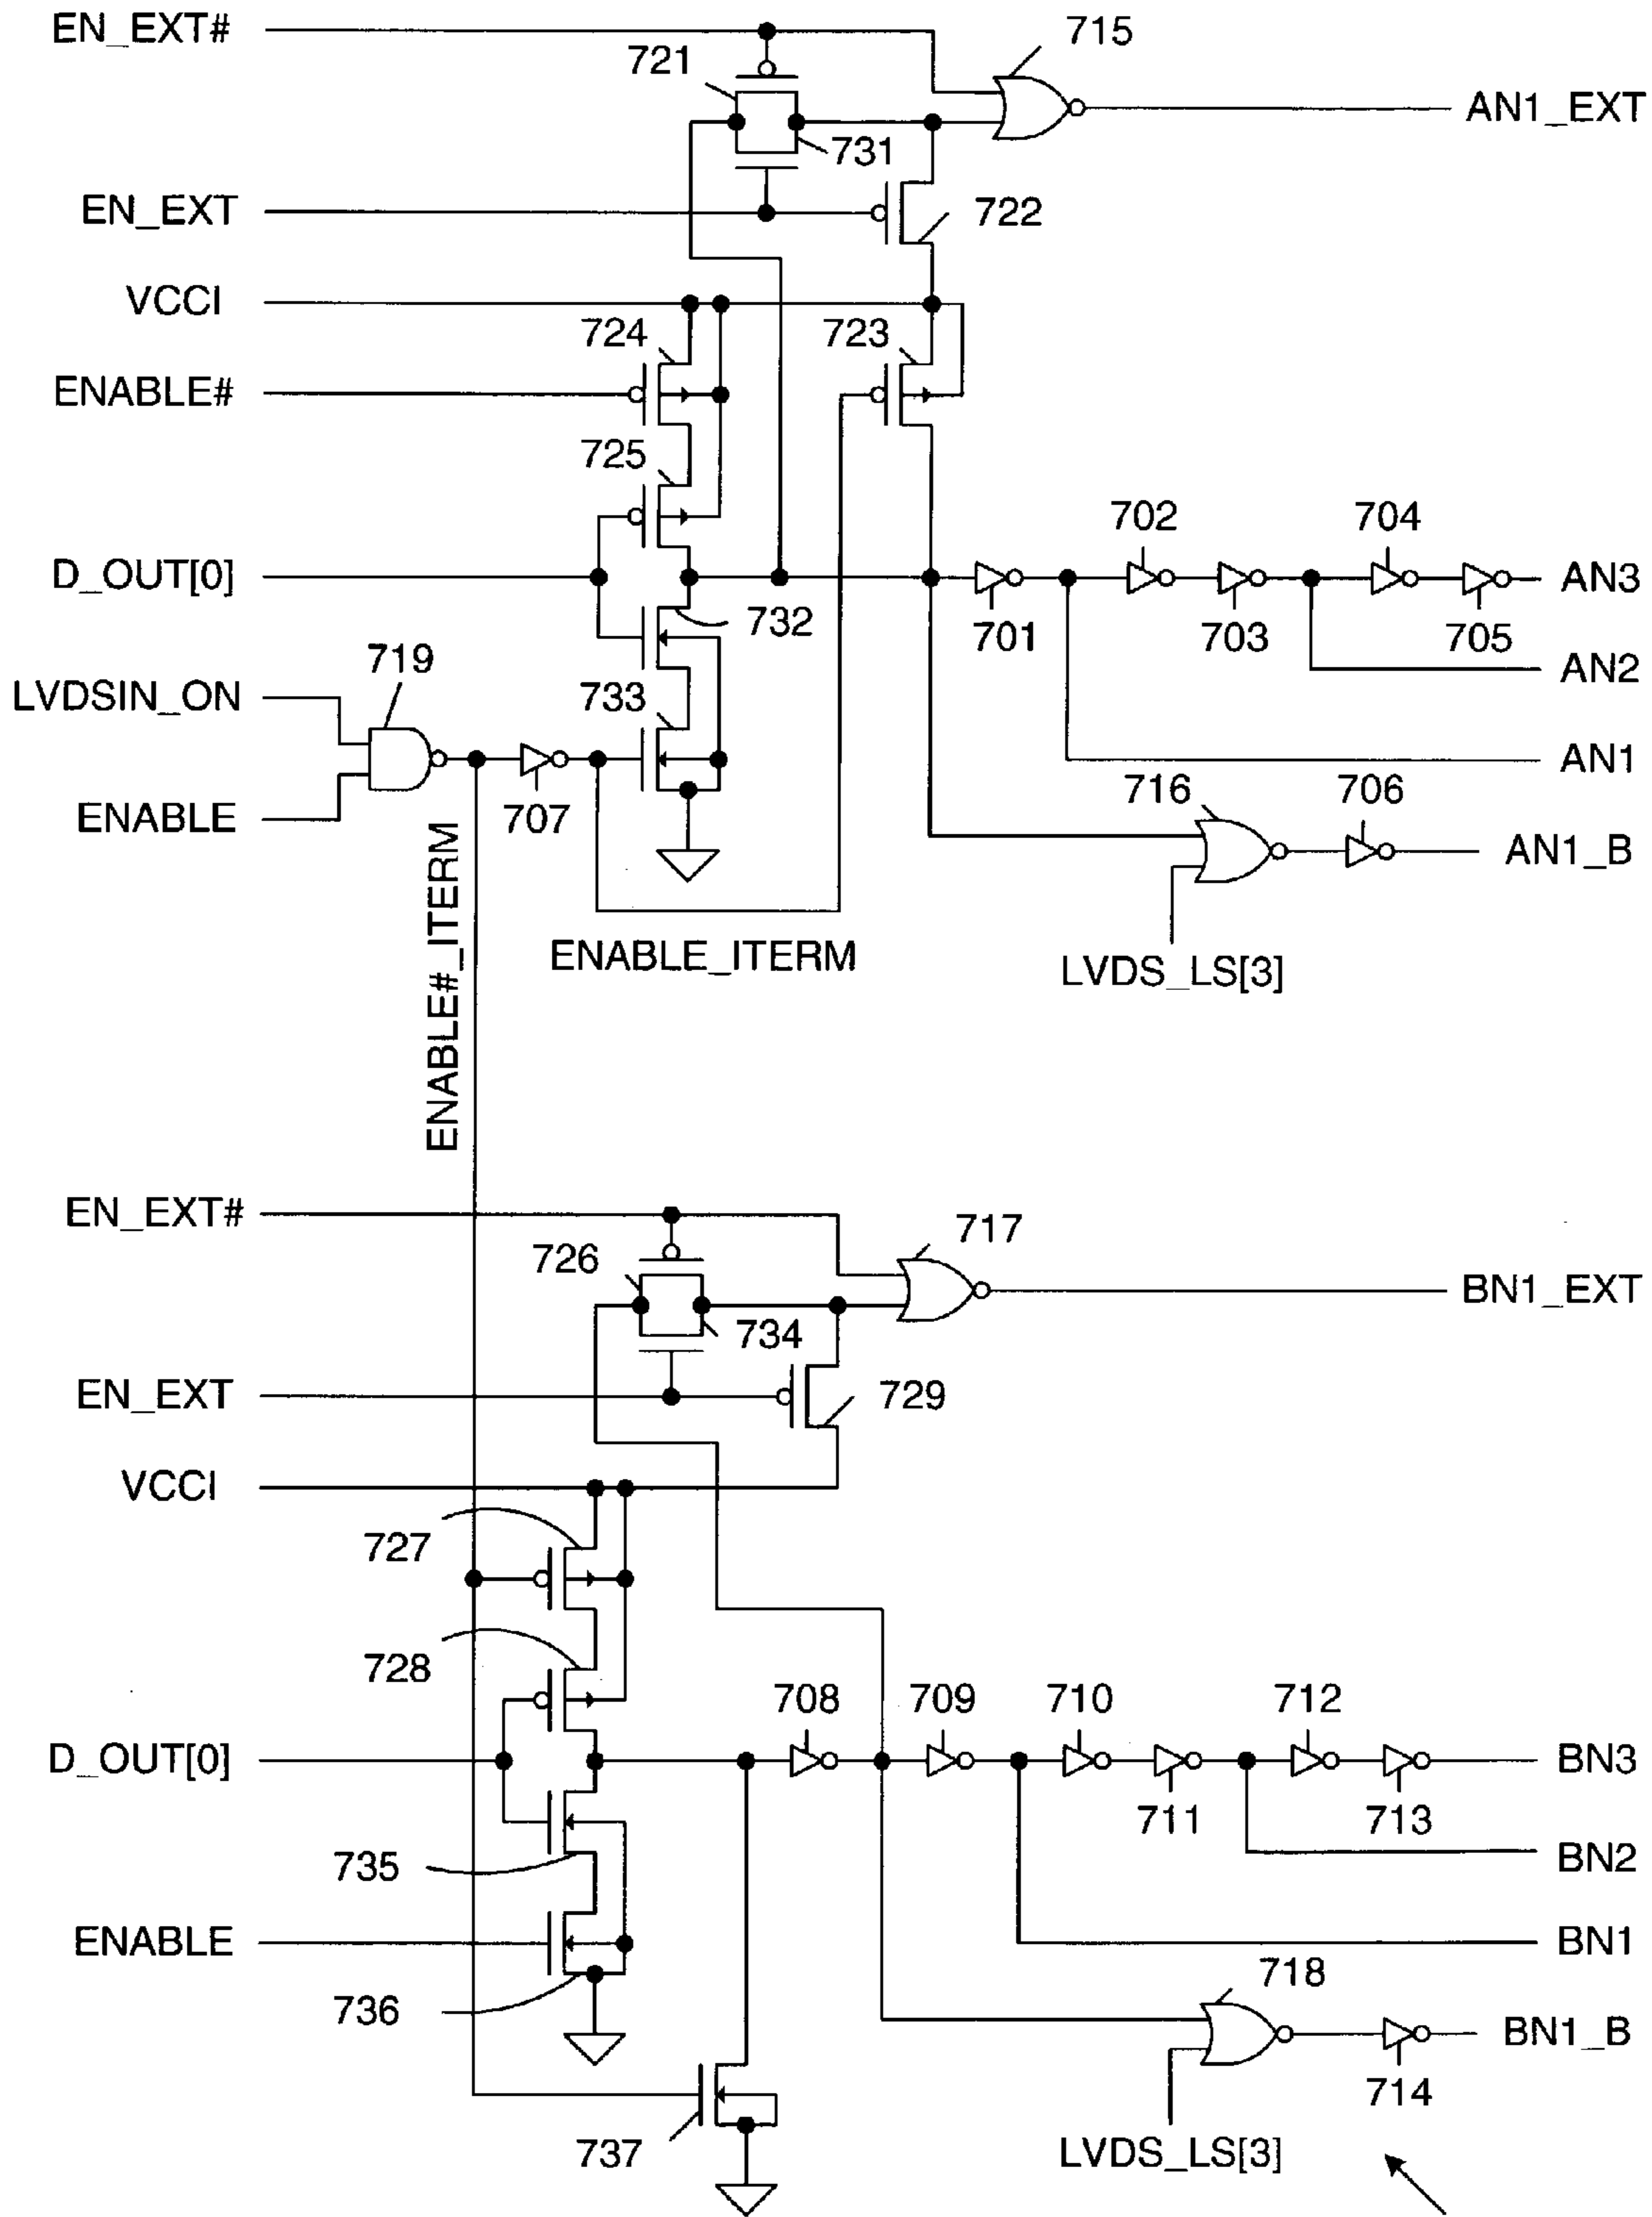 EN_EXT#
715
721
AN1_EXT
731
EN_EXT
722
VCCI
724
723
ENABLE#
725
702
704
D_OUT[0]
AN3
732
701
703
705
719
AN2
LVDSIN_ON
733
AN1
716
706
ENABLE
707
AN1_B
ENABLE#_ITERM
ENABLE_ITERM
LVDS_LS[3]
EN_EXT#
717
726
BN1_EXT
734
EN_EXT
729
VCCI
727
728
708
709
710
712
D_OUT[0]
BN3
711
713
735
BN2
ENABLE
BN1
718
736
BN1_B
714
737
LVDS_LS[3]